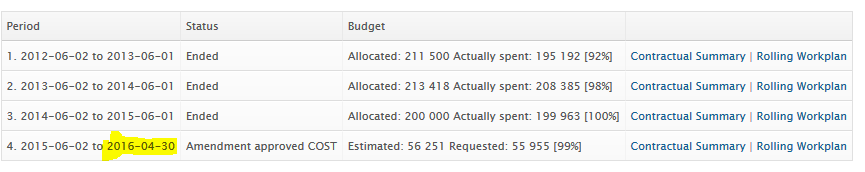 Period Status Budget
1. 2012-06-02 to 2013-06-01 Ended Allocated: 211 500 Actually spent: 195 192 [92%] Contractual Summary | Rolling Workplan
2. 2013-06-02 to 2014-06-01 Ended Allocated: 213 418 Actually spent: 208 385 [98%] Contractual Summary | Rolling Workplan
3. 2014-06-02 to 2015-06-01 Ended Allocated: 200 000 Actually spent: 199 963 [100%] Contractual Summary | Rolling Workplan
4. 2015-06-02 to 2016-04-30 Amendment approved COST Estimated: 56 251 Requested: 55 955 [99%] Contractual Summary | Rolling Workplan